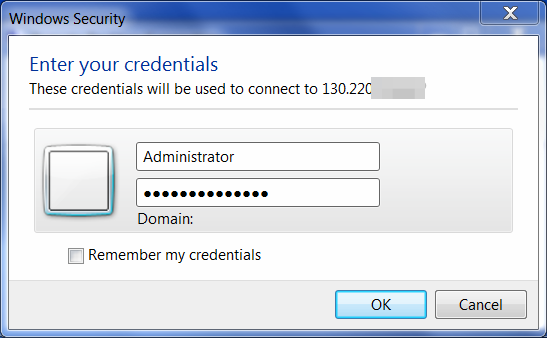 Windows Security
Enter your credentials
These credentials will be used to connect to 130.220
Administrator
●●●●●●●●●●●●●●
Domain:
Remember my credentials
OK
Cancel